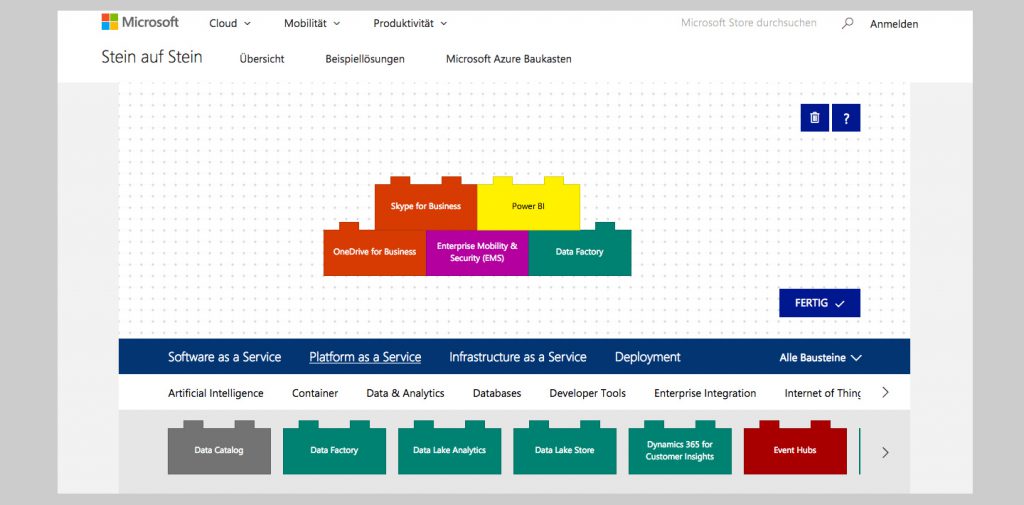 Microsoft Cloud Mobilität Produktivität Microsoft Store durchsuchen Anmelden
Stein auf Stein Übersicht Beispiellösungen Microsoft Azure Baukasten
?
Skype for Business Power BI
OneDrive for Business Enterprise Mobility & Security (EMS) Data Factory
FERTIG
Software as a Service Platform as a Service Infrastructure as a Service Deployment Alle Bausteine
Artificial Intelligence Container Data & Analytics Databases Developer Tools Enterprise Integration Internet of Thing
Data Catalog Data Factory Data Lake Analytics Data Lake Store Dynamics 365 for Customer Insights Event Hubs